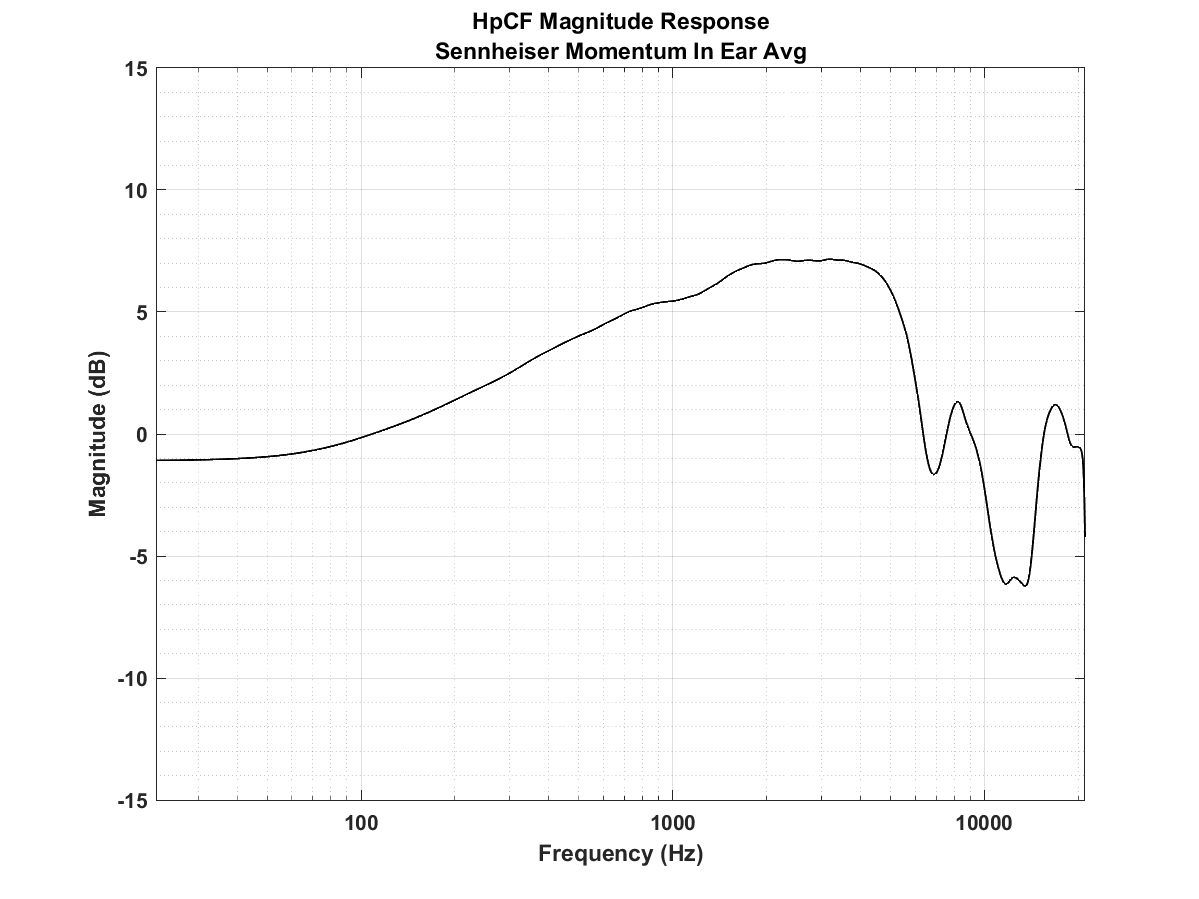 HpCF Magnitude Response
Sennheiser Momentum In Ear Avg
15
10
5
0
-5
-10
-15
Magnitude (dB)
100
1000
10000
Frequency (Hz)